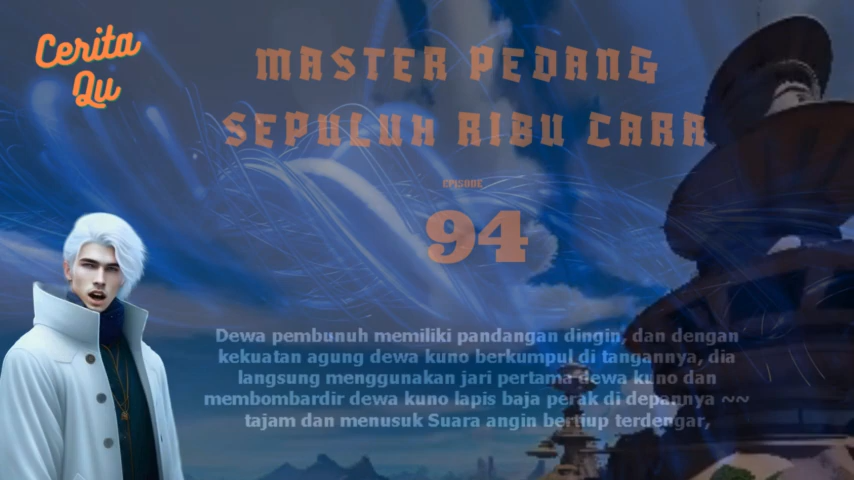 Cerita
Qu
MASTER PEDANG
SEPULUH RIBU CARA
EPISODE
94
Dewa pembunuh memiliki pandangan dingin, dan dengan
kekuatan agung dewa kuno berkumpul di tangannya, dia
langsung menggunakan jari pertama dewa kuno dan
membombardir dewa kuno lapis baja perak di depannya ~~
tajam dan menusuk Suara angin bertiup terdengar,